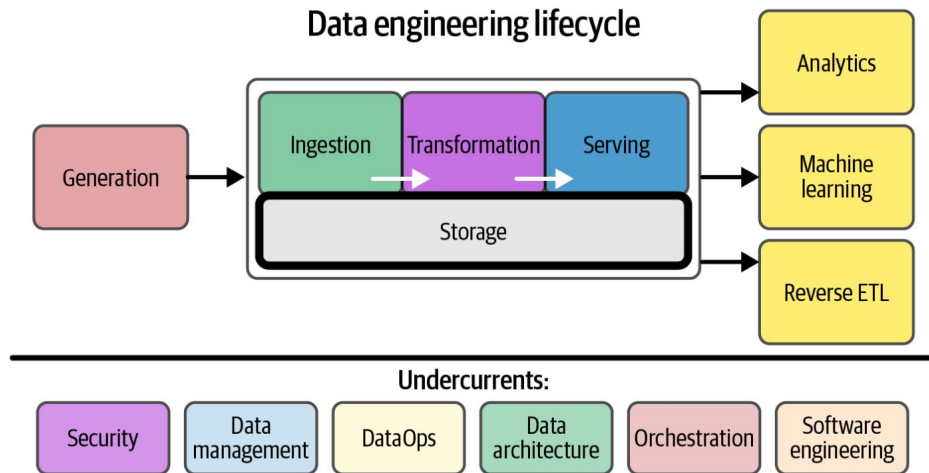 Data engineering lifecycle
Generation
Ingestion
Transformation
Serving
Storage
Analytics
Machine
learning
Reverse ETL
Undercurrents:
Security
Data
management
DataOps
Data
architecture
Orchestration
Software
engineering